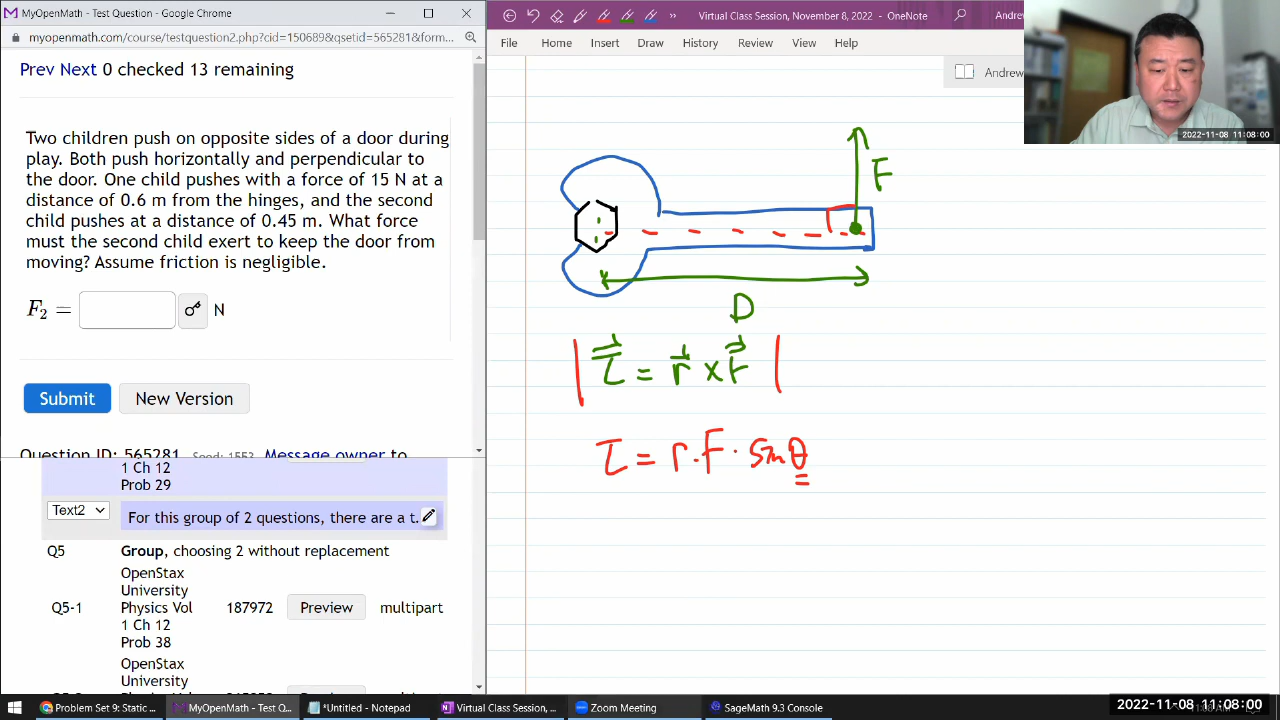 MyOpenMath - Test Question - Google Chrome
myopenmath.com/course/testquestion2.php?cid=150689&qsetid=565281&form...
Prev Next 0 checked 13 remaining
Two children push on opposite sides of a door during
play. Both push horizontally and perpendicular to
the door. One child pushes with a force of 15 N at a
distance of 0.6 m from the hinges, and the second
child pushes at a distance of 0.45 m. What force
must the second child exert to keep the door from
moving? Assume friction is negligible.
F₂ = N
Submit New Version
Question ID: 565281 Seed: 1553 Message owner to
1 Ch 12
Prob 29
Text2 For this group of 2 questions, there are a t.
Q5 Group, choosing 2 without replacement
OpenStax
University
Q5-1 Physics Vol 187972 Preview multipart
1 Ch 12
Prob 38
OpenStax
University
Virtual Class Session, November 8, 2022 - OneNote
Andrew
File Home Insert Draw History Review View Help
Andrew
2022-11-08 11:08:00
F
D
| τ⃗ = r⃗ × F⃗ |
τ = r · F · sin θ
Problem Set 9: Static ... MyOpenMath - Test Q... *Untitled - Notepad Virtual Class Session, ... Zoom Meeting SageMath 9.3 Console
2022-11-08 11:08:00